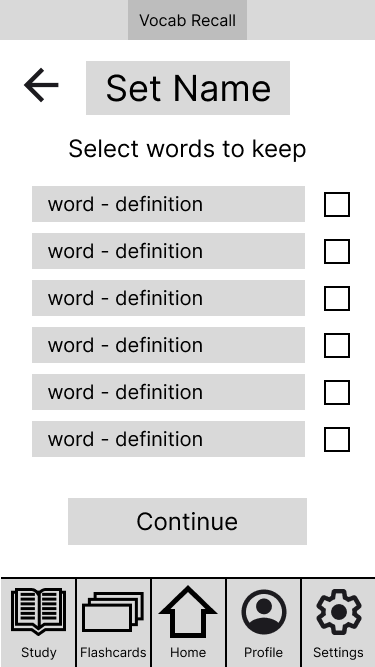 Vocab Recall
Set Name
Select words to keep
word - definition
word - definition
word - definition
word - definition
word - definition
word - definition
Continue
Study Flashcards Home Profile Settings